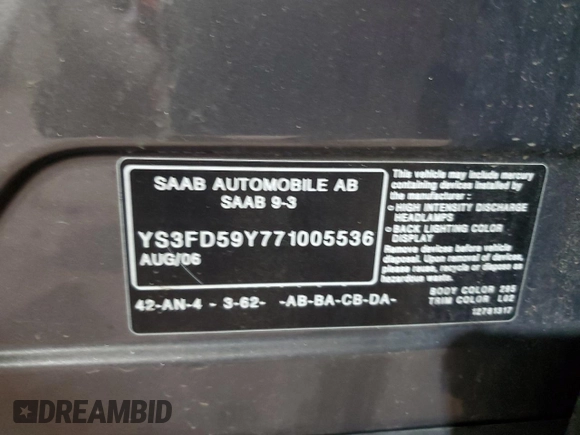 SAAB AUTOMOBILE AB
SAAB 9-3
YS3FD59Y771005536
AUG/06
42-AN-4 - 3-62- -AB-BA-CB-DA-
This vehicle may include mercury
containing devices installed by
the manufacturer :
○ HIGH INTENSITY DISCHARGE
HEADLAMPS
○ BACK LIGHTING COLOR
DISPLAY
Remove devices before vehicle
disposal. Upon removal of devices
please reuse, recycle or dispose as
hazardous waste.
BODY COLOR 295
TRIM COLOR L02
12781317
DREAMBID